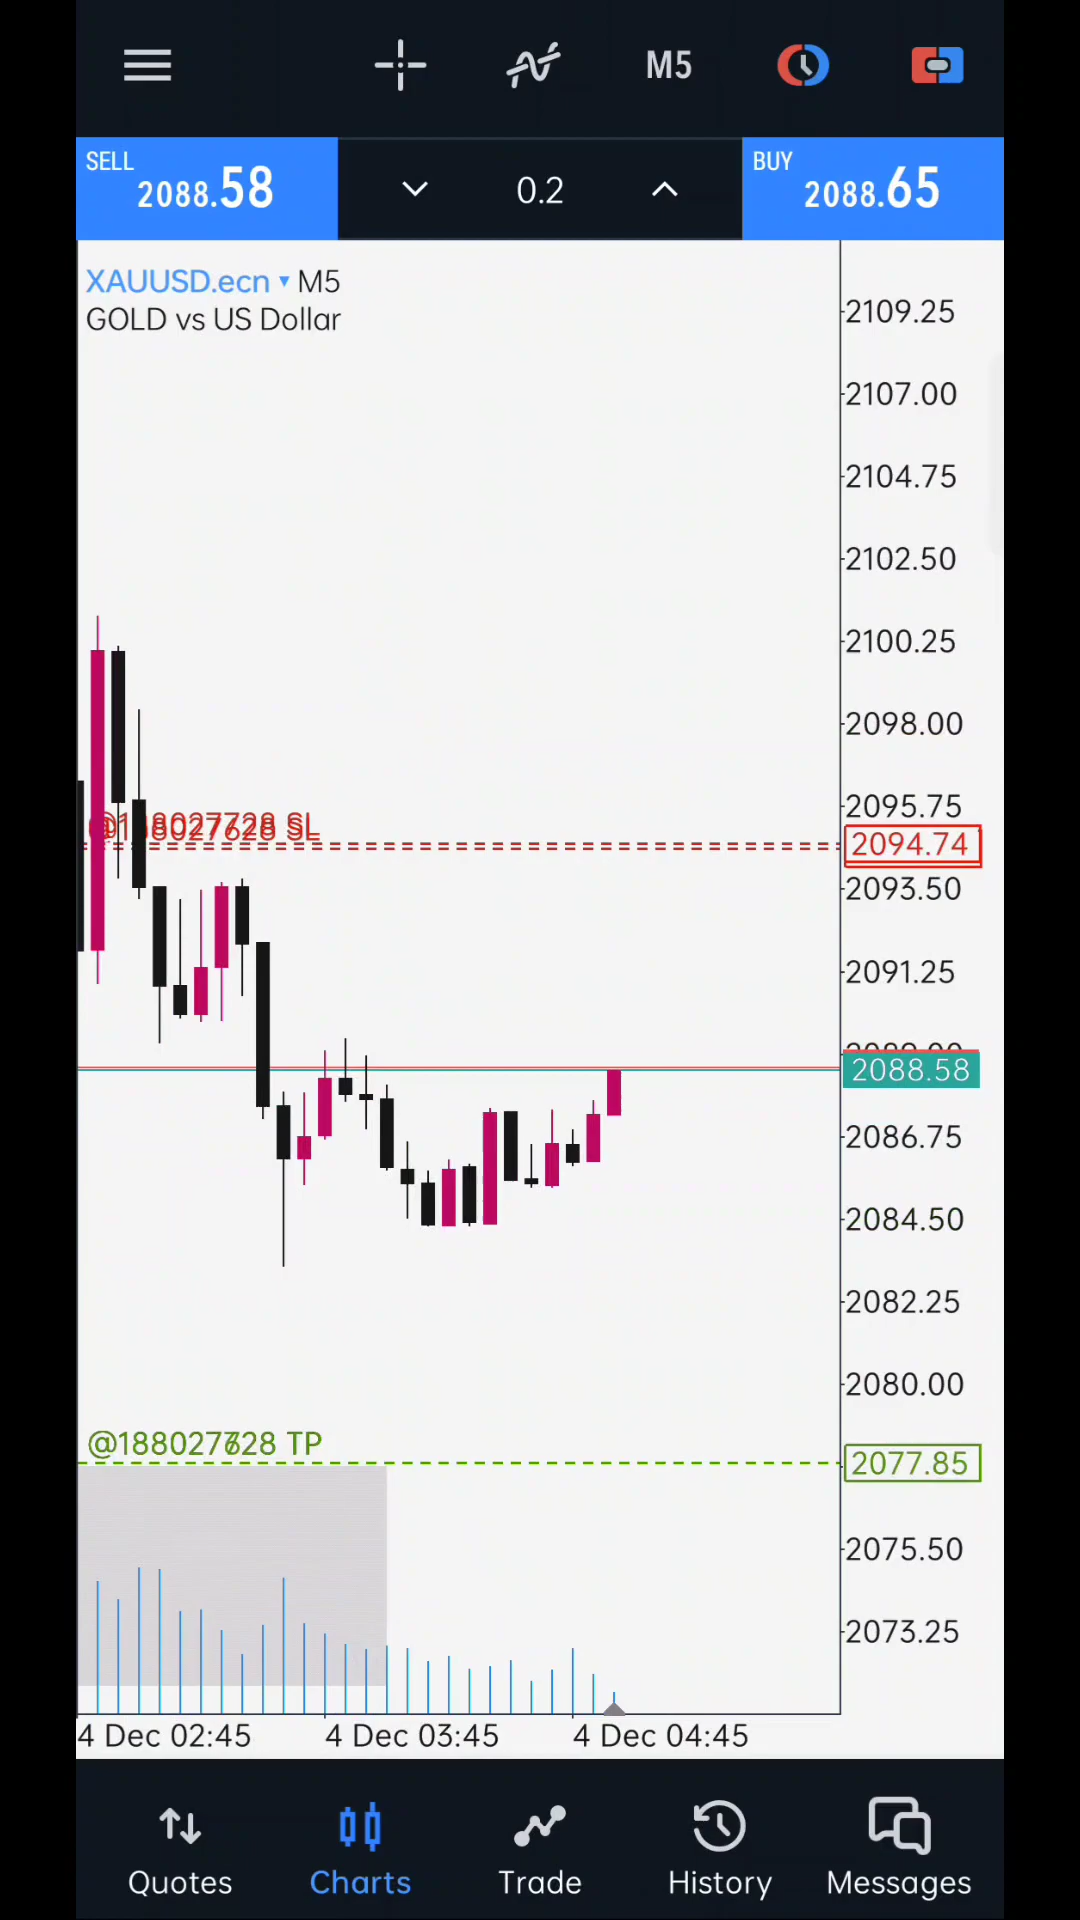 M5
SELL
2088.58
0.2
BUY
2088.65
XAUUSD.ecn ▾ M5
GOLD vs US Dollar
2109.25
2107.00
2104.75
2102.50
2100.25
2098.00
2095.75
SL
2094.74
2093.50
2091.25
2088.58
2086.75
2084.50
2082.25
2080.00
TP
2077.85
2075.50
2073.25
4 Dec 02:45
4 Dec 03:45
4 Dec 04:45
Quotes
Charts
Trade
History
Messages